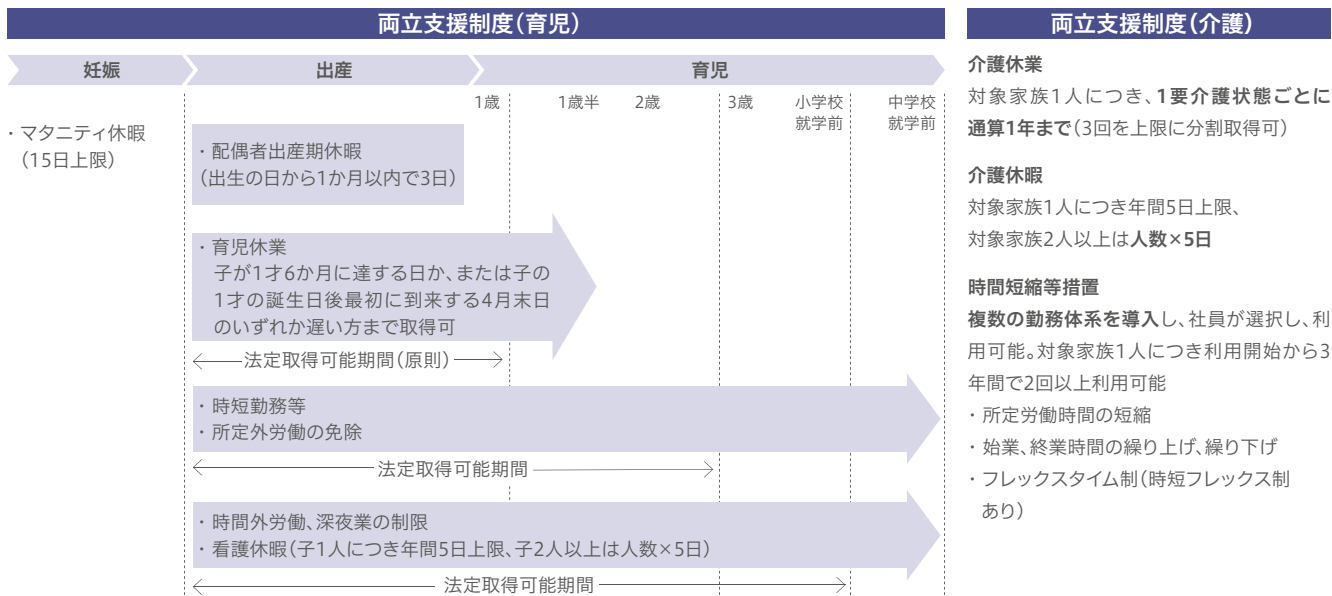 両立支援制度(育児)
妊娠
出産
育児
1歳
1歳半
2歳
3歳
小学校
就学前
中学校
就学前
・マタニティ休暇
(15日上限)
・配偶者出産期休暇
(出生の日から1か月以内で3日)
・育児休業
子が1才6か月に達する日か、または子の
1才の誕生日後最初に到来する4月末日
のいずれか遅い方まで取得可
法定取得可能期間(原則)
・時短勤務等
・所定外労働の免除
法定取得可能期間
・時間外労働、深夜業の制限
・看護休暇(子1人につき年間5日上限、子2人以上は人数×5日)
法定取得可能期間
両立支援制度(介護)
介護休業
対象家族1人につき、1要介護状態ごとに
通算1年まで(3回を上限に分割取得可)
介護休暇
対象家族1人につき年間5日上限、
対象家族2人以上は人数×5日
時間短縮等措置
複数の勤務体系を導入し、社員が選択し、利
用可能。対象家族1人につき利用開始から3
年間で2回以上利用可能
・所定労働時間の短縮
・始業、終業時間の繰り上げ、繰り下げ
・フレックスタイム制(時短フレックス制
あり)